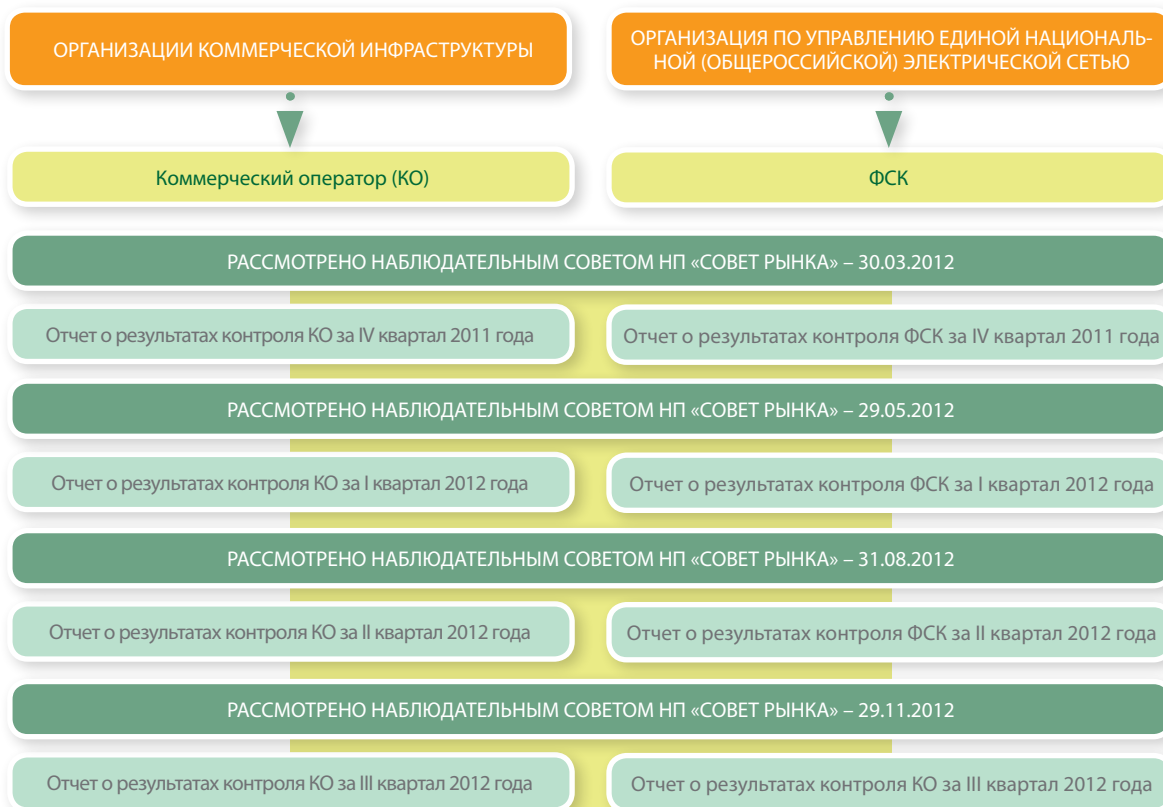 ОРГАНИЗАЦИИ КОММЕРЧЕСКОЙ ИНФРАСТРУКТУРЫ
ОРГАНИЗАЦИЯ ПО УПРАВЛЕНИЮ ЕДИНОЙ НАЦИОНАЛЬ-
НОЙ (ОБЩЕРОССИЙСКОЙ) ЭЛЕКТРИЧЕСКОЙ СЕТЬЮ
Коммерческий оператор (КО)
ФСК
РАССМОТРЕНО НАБЛЮДАТЕЛЬНЫМ СОВЕТОМ НП «СОВЕТ РЫНКА» – 30.03.2012
Отчет о результатах контроля КО за IV квартал 2011 года
Отчет о результатах контроля ФСК за IV квартал 2011 года
РАССМОТРЕНО НАБЛЮДАТЕЛЬНЫМ СОВЕТОМ НП «СОВЕТ РЫНКА» – 29.05.2012
Отчет о результатах контроля КО за I квартал 2012 года
Отчет о результатах контроля ФСК за I квартал 2012 года
РАССМОТРЕНО НАБЛЮДАТЕЛЬНЫМ СОВЕТОМ НП «СОВЕТ РЫНКА» – 31.08.2012
Отчет о результатах контроля КО за II квартал 2012 года
Отчет о результатах контроля ФСК за II квартал 2012 года
РАССМОТРЕНО НАБЛЮДАТЕЛЬНЫМ СОВЕТОМ НП «СОВЕТ РЫНКА» – 29.11.2012
Отчет о результатах контроля КО за III квартал 2012 года
Отчет о результатах контроля КО за III квартал 2012 года